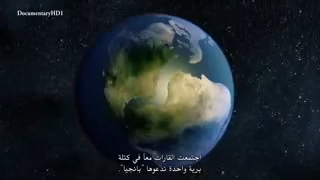 DocumentaryHD1
اجتمعت القارات معاً في كتلة
برية واحدة ندعوها "بانجيا".